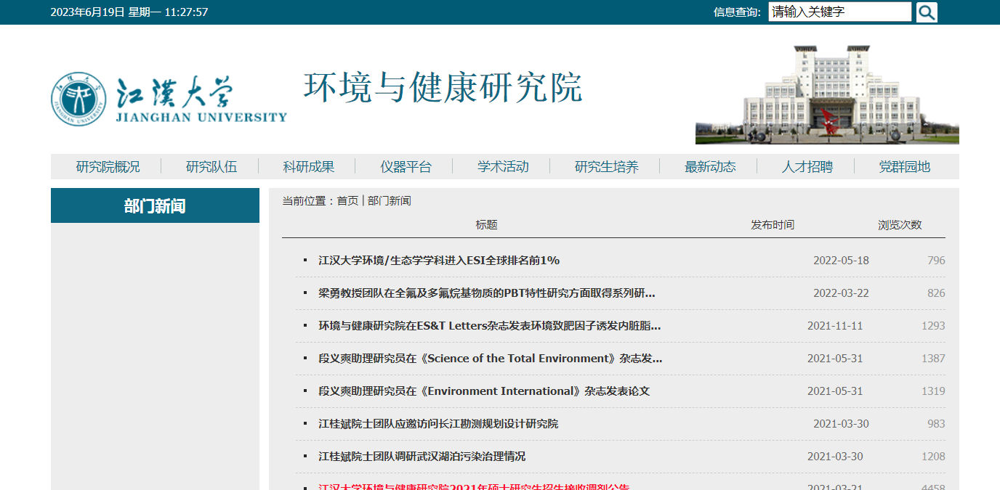 2023年6月19日 星期一 11:27:57 信息查询: 请输入关键字
江漢大学 环境与健康研究院
JIANGHAN UNIVERSITY
研究院概况 研究队伍 科研成果 仪器平台 学术活动 研究生培养 最新动态 人才招聘 党群园地
部门新闻
当前位置：首页 | 部门新闻
标题 发布时间 浏览次数
江汉大学环境/生态学学科进入ESI全球排名前1% 2022-05-18 796
梁勇教授团队在全氟及多氟烷基物质的PBT特性研究方面取得系列研... 2022-03-22 826
环境与健康研究院在ES&T Letters杂志发表环境致肥因子诱发内脏脂... 2021-11-11 1293
段义爽助理研究员在《Science of the Total Environment》杂志发... 2021-05-31 1387
段义爽助理研究员在《Environment International》杂志发表论文 2021-05-31 1319
江桂斌院士团队应邀访问长江勘测规划设计研究院 2021-03-30 983
江桂斌院士团队调研武汉湖泊污染治理情况 2021-03-30 1208
江汉大学环境与健康研究院2021年硕士研究生招生接收调剂公告 2021-03-21 4458